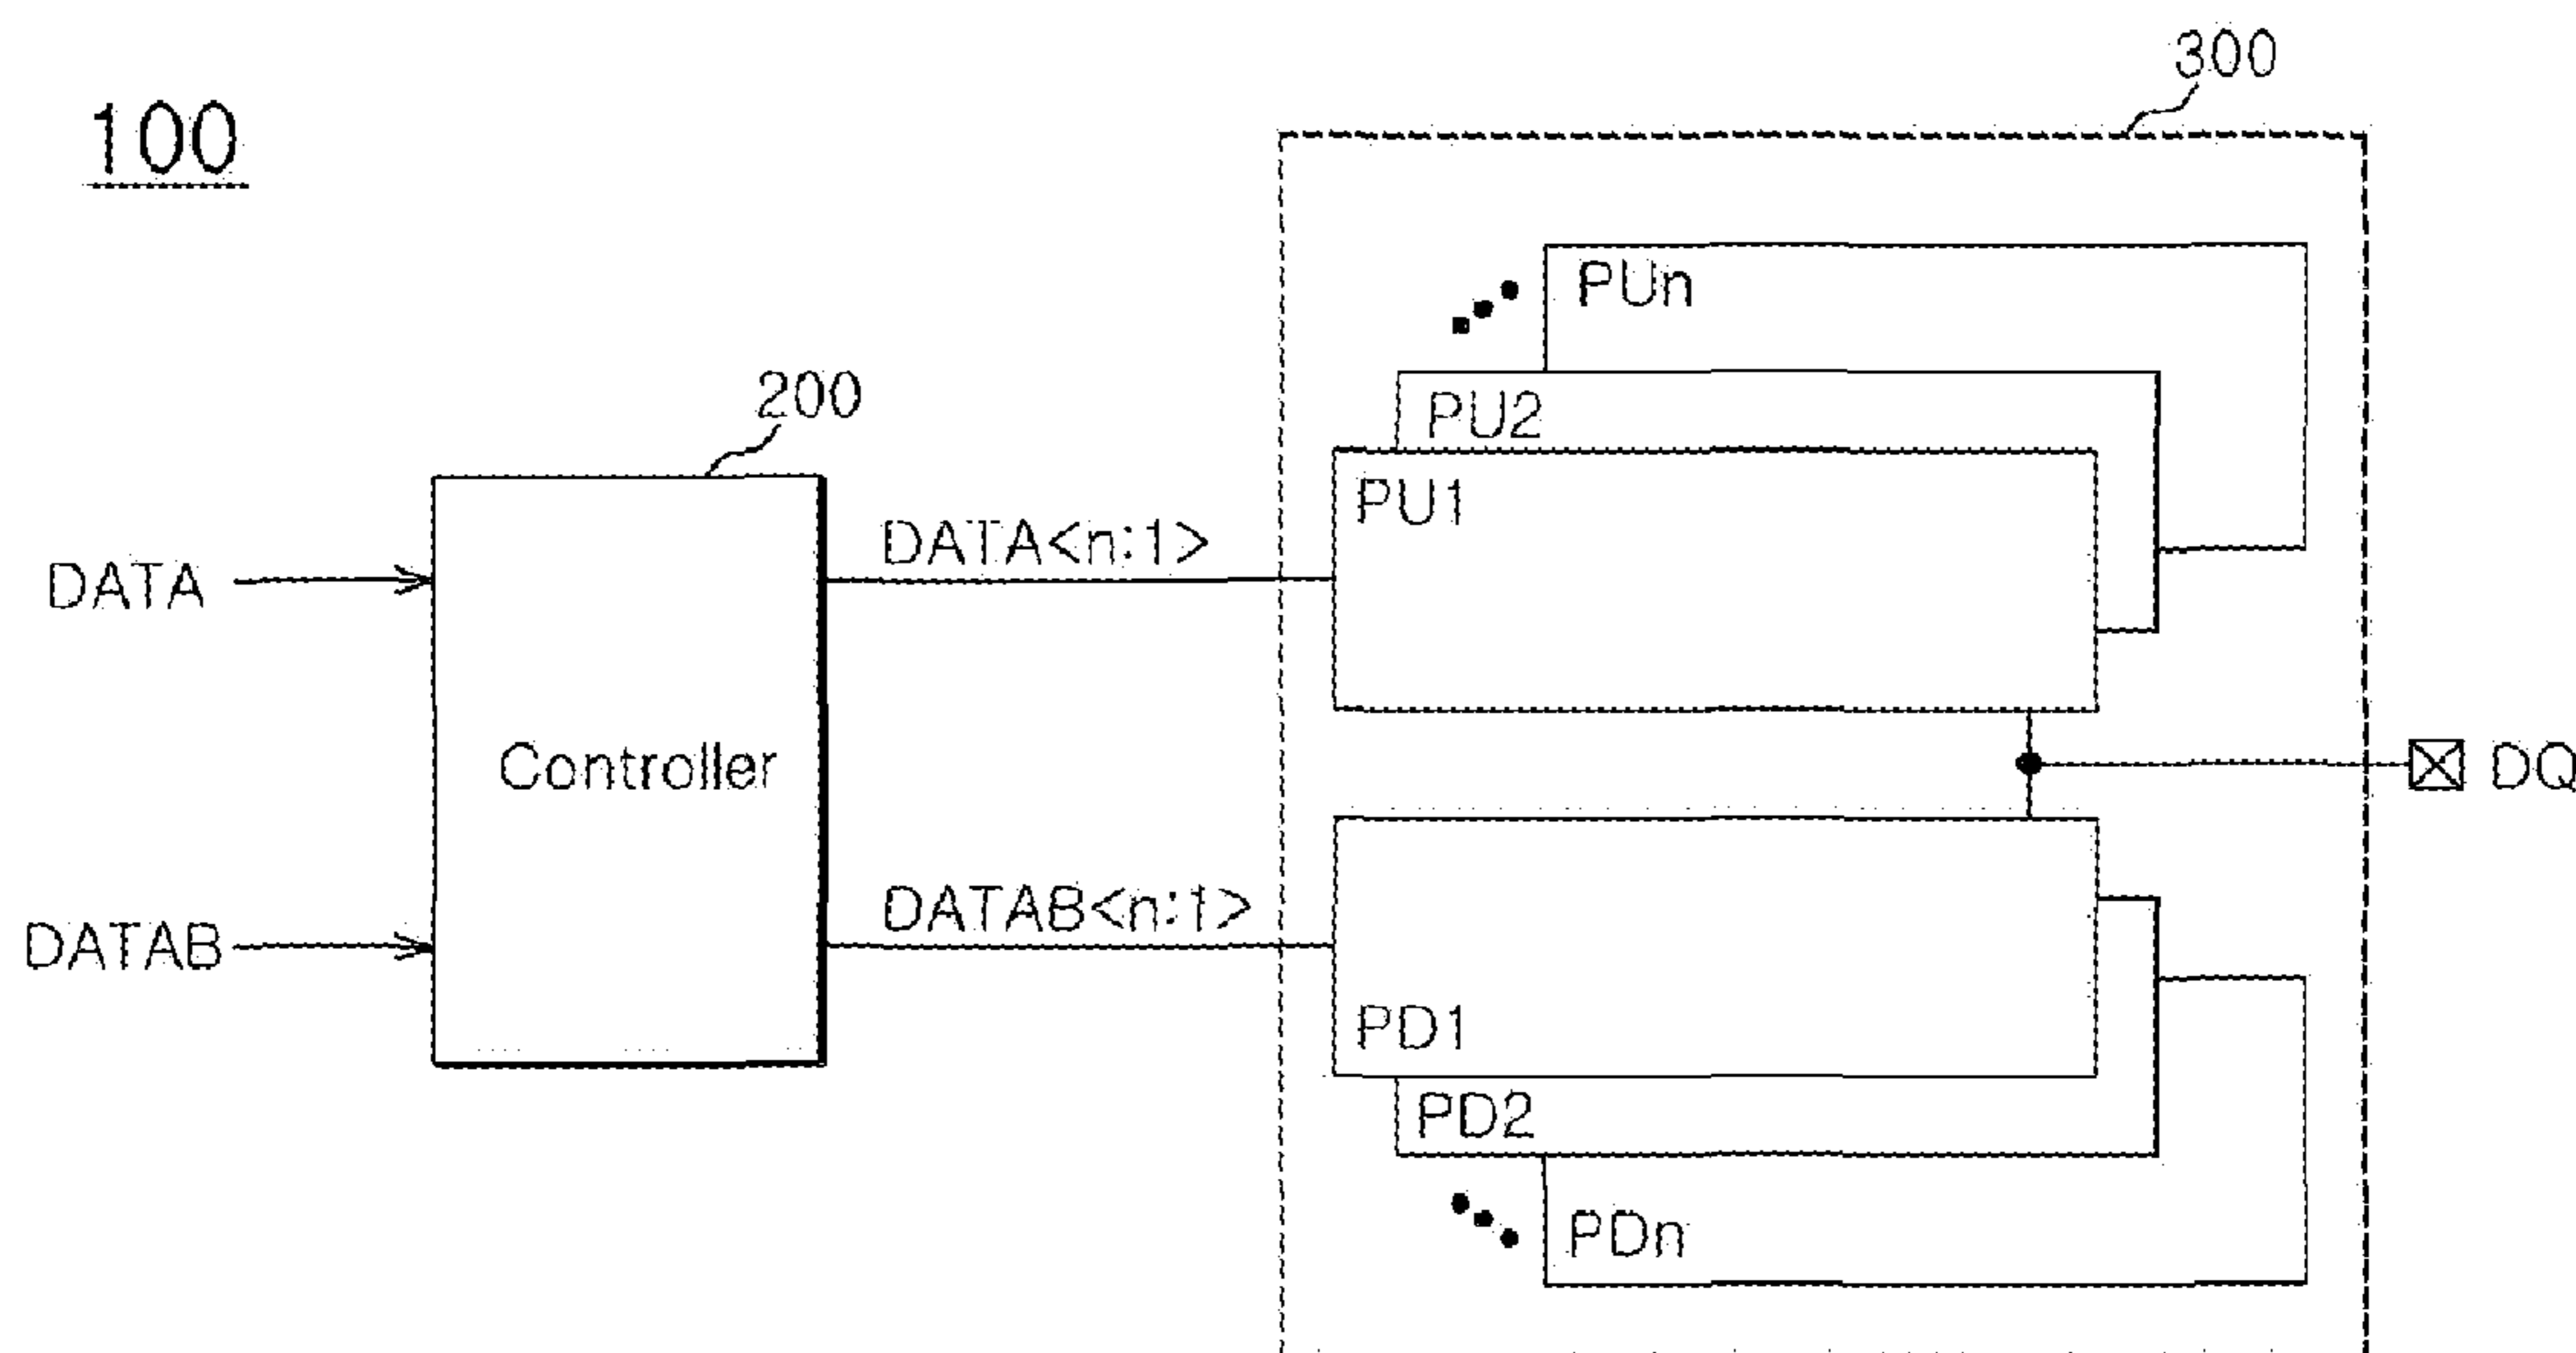 300
100
PUn
200
PU2
PU1
DATA<n:1>
DATA
Controller
DQ
DATAB<n:1>
DATAB
PD1
PD2
PDn